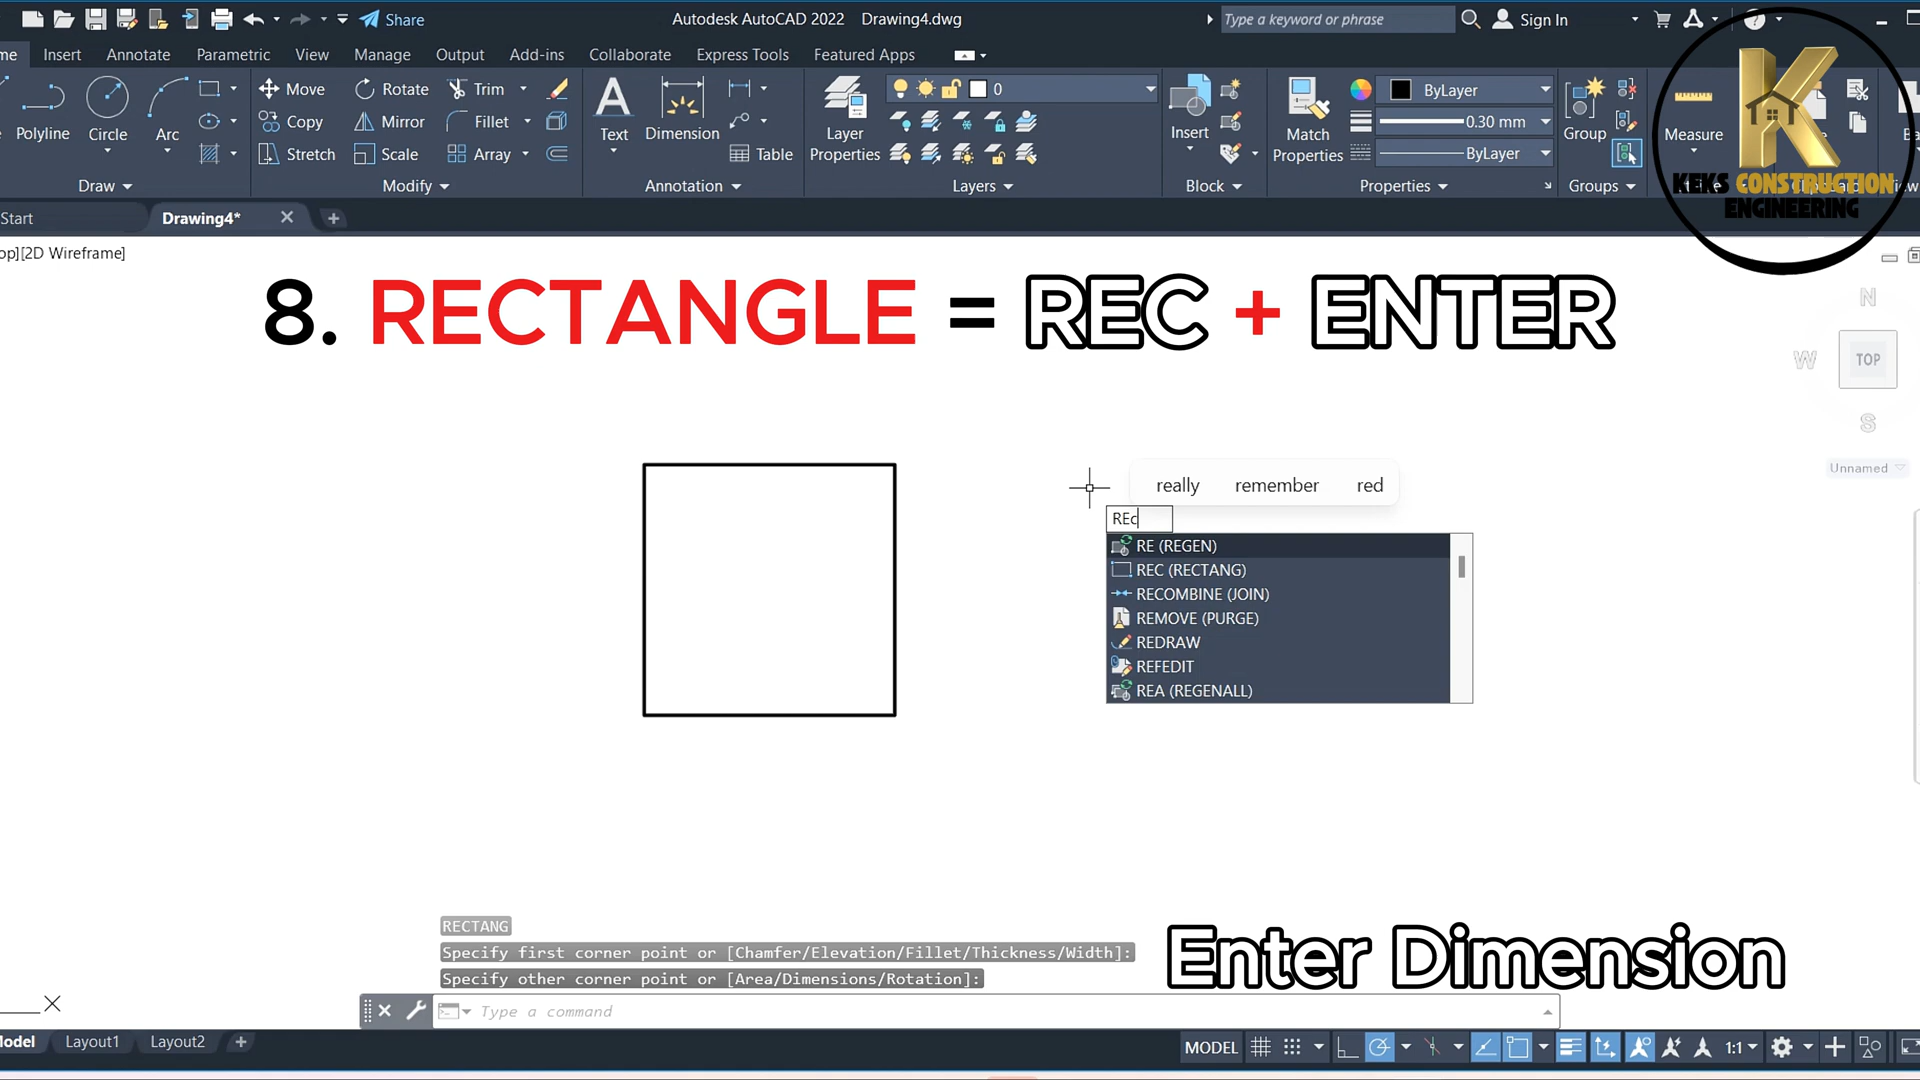 Share
Autodesk AutoCAD 2022 Drawing4.dwg
Type a keyword or phrase
Sign In
me Insert Annotate Parametric View Manage Output Add-ins Collaborate Express Tools Featured Apps
Polyline
Circle
Arc
Move
Rotate
Trim
Copy
Mirror
Fillet
Stretch
Scale
Array
Text
Dimension
Table
Layer
Properties
0
Insert
Match
Properties
ByLayer
0.30 mm
ByLayer
Group
Measure
Draw
Modify
Annotation
Layers
Block
Properties
Groups
K
KEKS CONSTRUCTION
ENGINEERING
Start
Drawing4*
op][2D Wireframe]
8. RECTANGLE = REC + ENTER
N
W
TOP
S
Unnamed
really remember red
REc
RE (REGEN)
REC (RECTANG)
RECOMBINE (JOIN)
REMOVE (PURGE)
REDRAW
REFEDIT
REA (REGENALL)
RECTANG
Specify first corner point or [Chamfer/Elevation/Fillet/Thickness/Width]:
Specify other corner point or [Area/Dimensions/Rotation]:
Enter Dimension
X
Type a command
Model Layout1 Layout2
MODEL
1:1